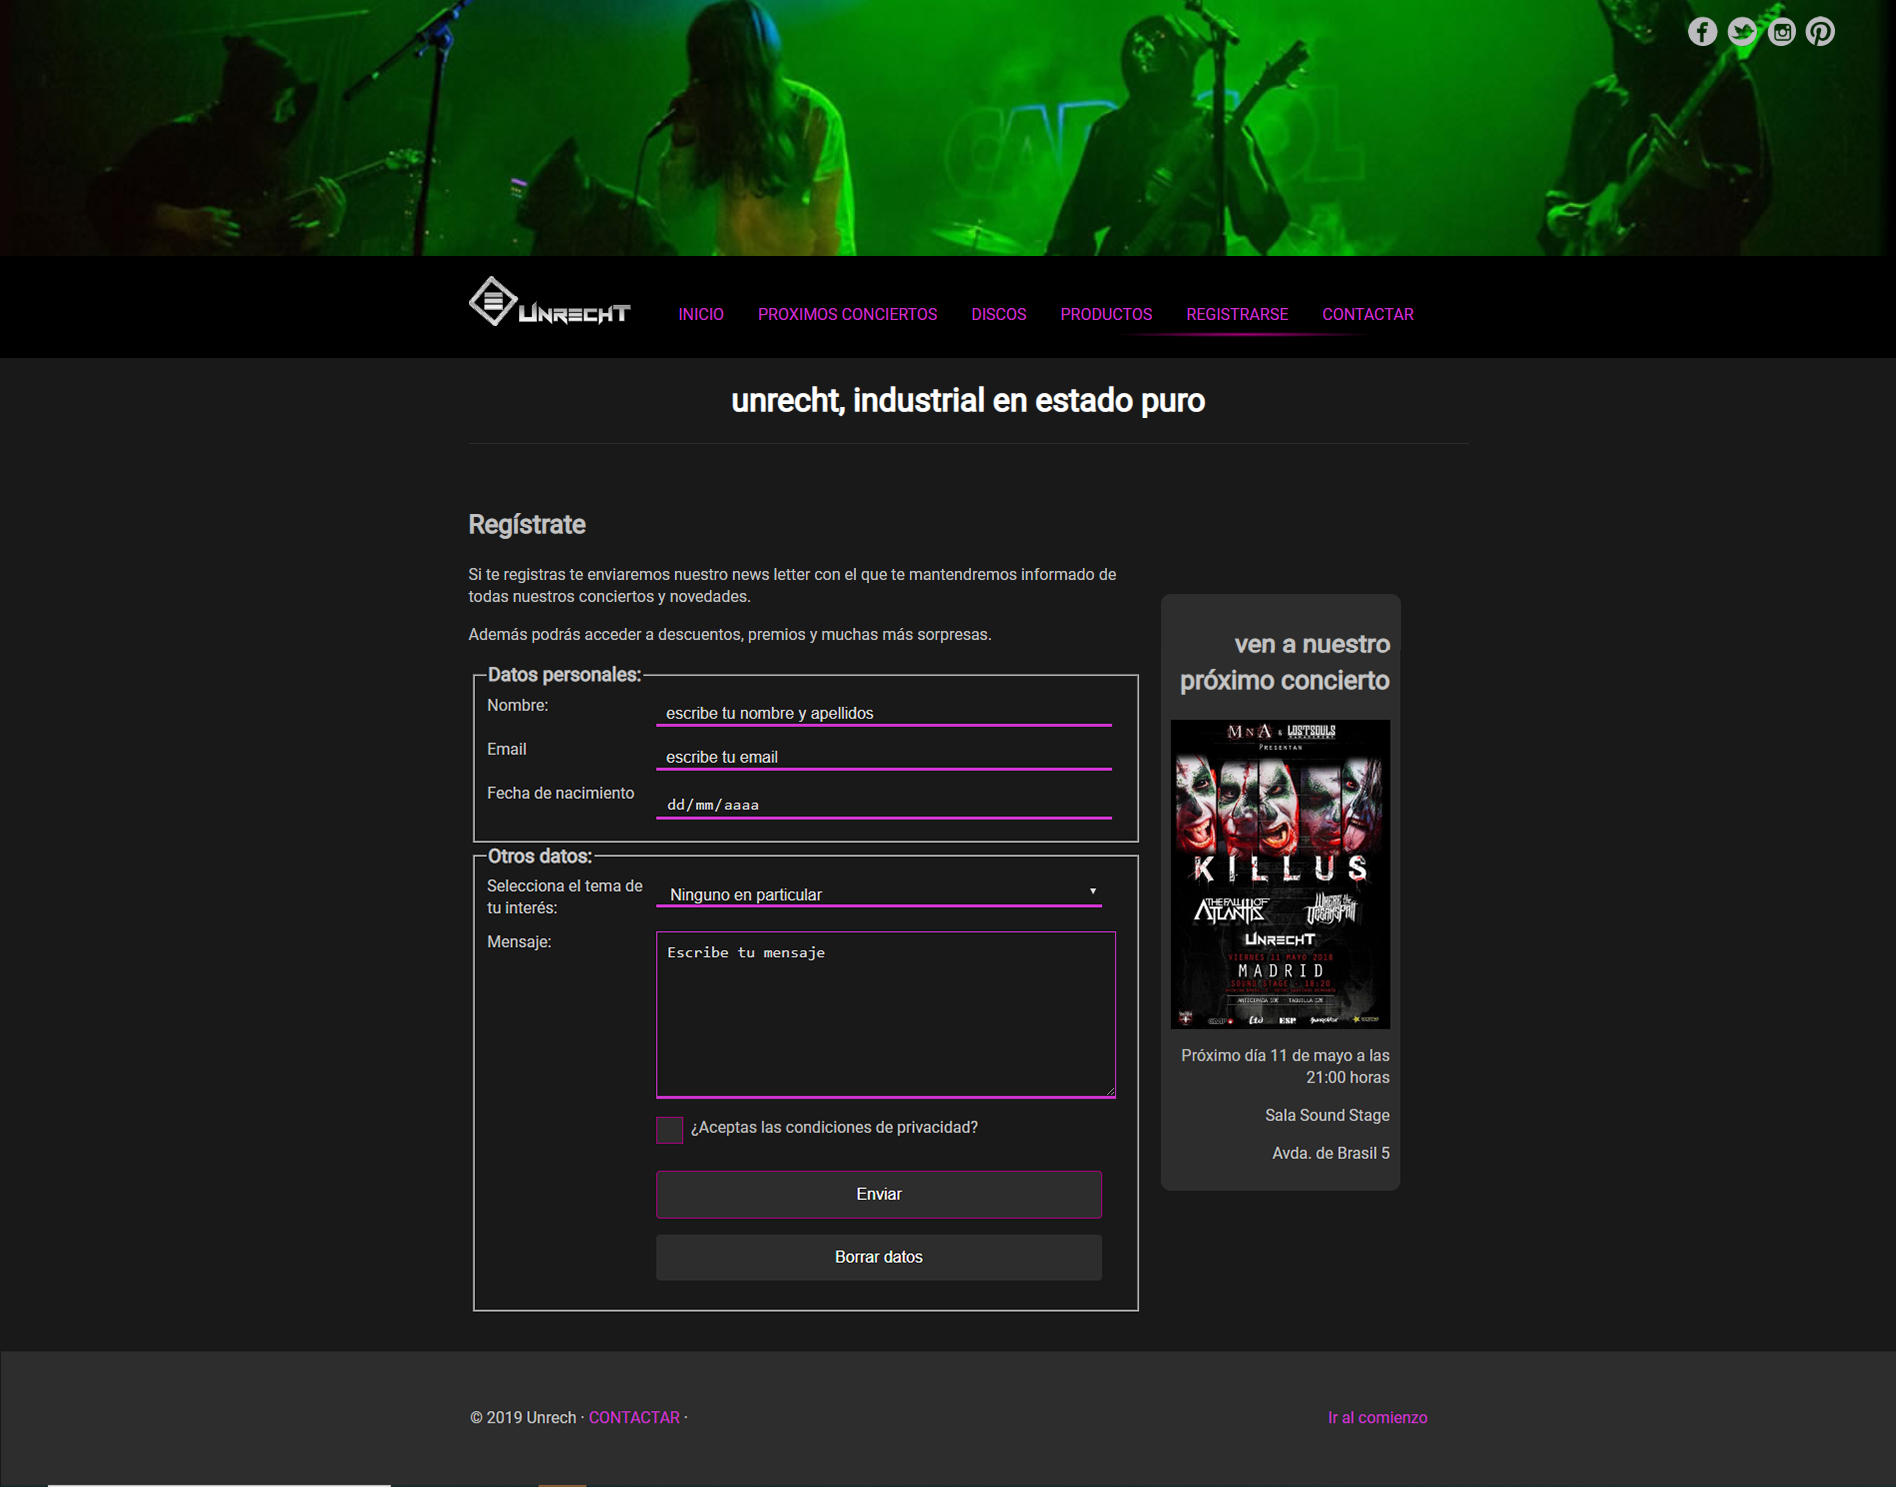 UNRECHT
INICIO PROXIMOS CONCIERTOS DISCOS PRODUCTOS REGISTRARSE CONTACTAR
unrecht, industrial en estado puro
Regístrate
Si te registras te enviaremos nuestro news letter con el que te mantendremos informado de
todas nuestros conciertos y novedades.
Además podrás acceder a descuentos, premios y muchas más sorpresas.
Datos personales:
Nombre:
escribe tu nombre y apellidos
Email
escribe tu email
Fecha de nacimiento
dd/mm/aaaa
Otros datos:
Selecciona el tema de
tu interés:
Ninguno en particular
Mensaje:
Escribe tu mensaje
¿Aceptas las condiciones de privacidad?
Enviar
Borrar datos
ven a nuestro
próximo concierto
MNA & LOSTSOULS
PRESENTAN
KILLUS
THE FALL OF
ATLANTIS
UNRECHT
VIERNES 11 MAYO 2018
MADRID
SOUND STAGE · 18:20
Próximo día 11 de mayo a las
21:00 horas
Sala Sound Stage
Avda. de Brasil 5
© 2019 Unrech · CONTACTAR ·
Ir al comienzo